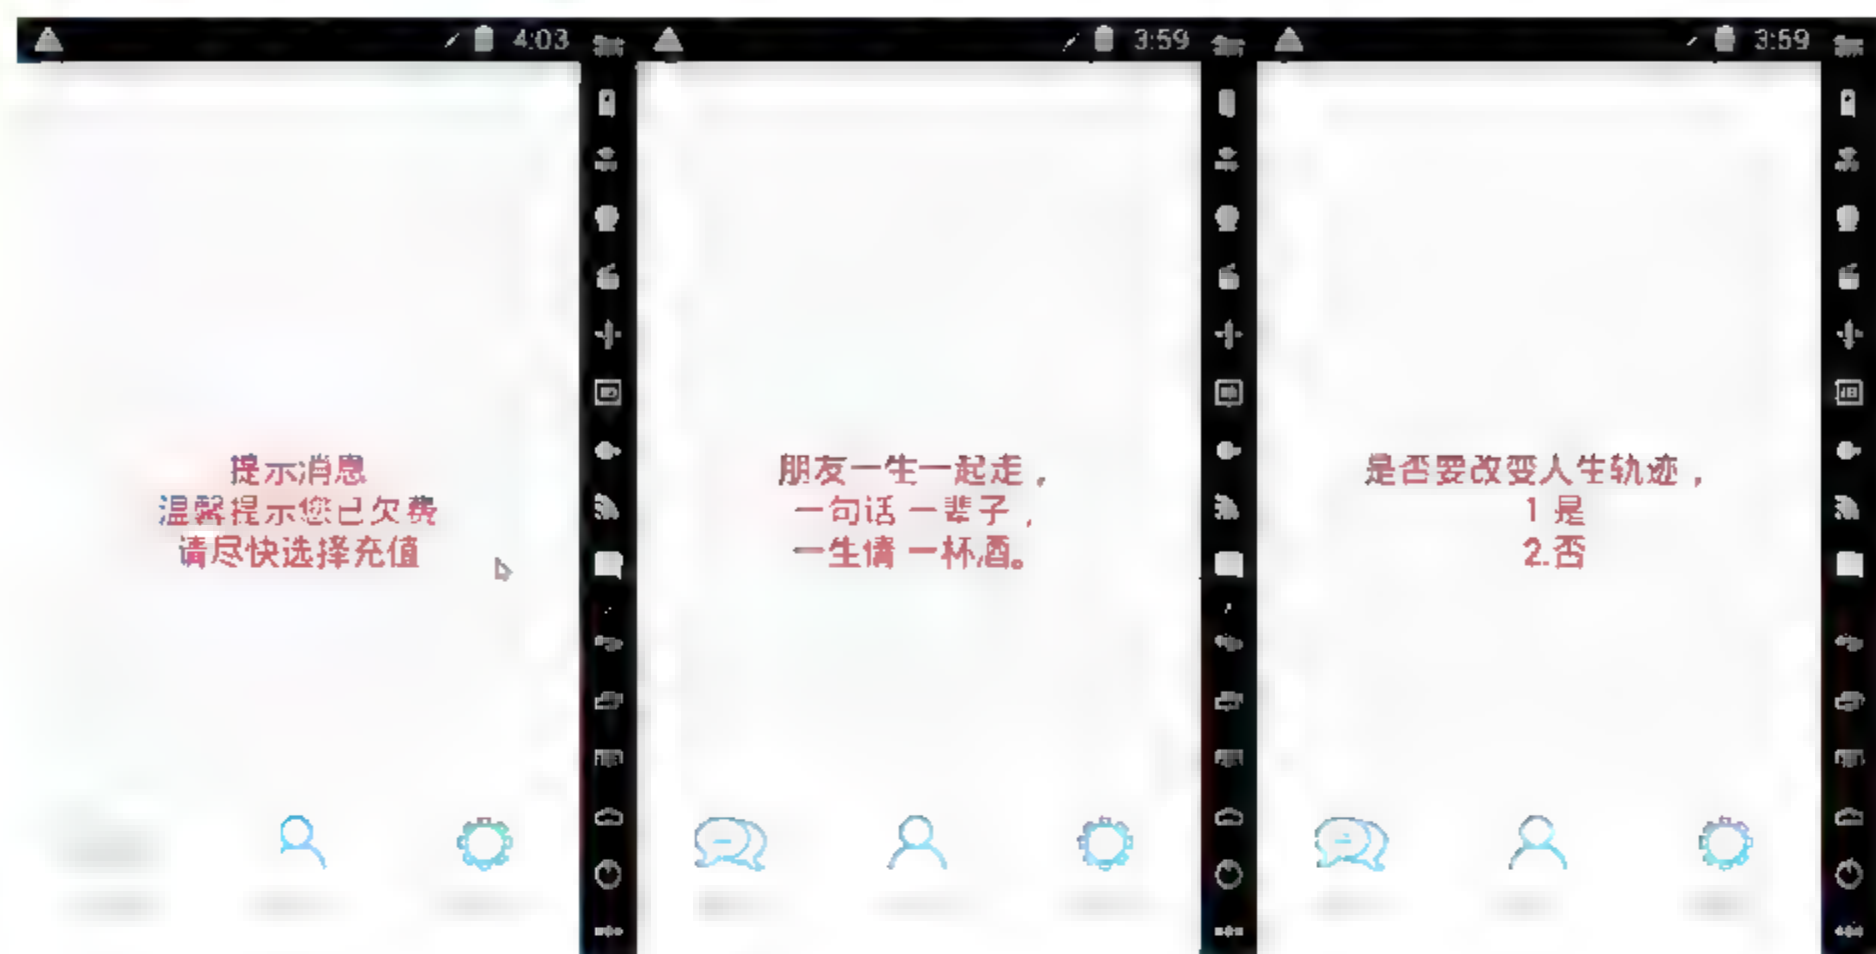 4:03
提示消息
温馨提示您已欠费
请尽快选择充值
3:59
朋友一生一起走，
一句话 一辈子，
一生情 一杯酒。
3:59
是否要改变人生轨迹，
1 是
2.否